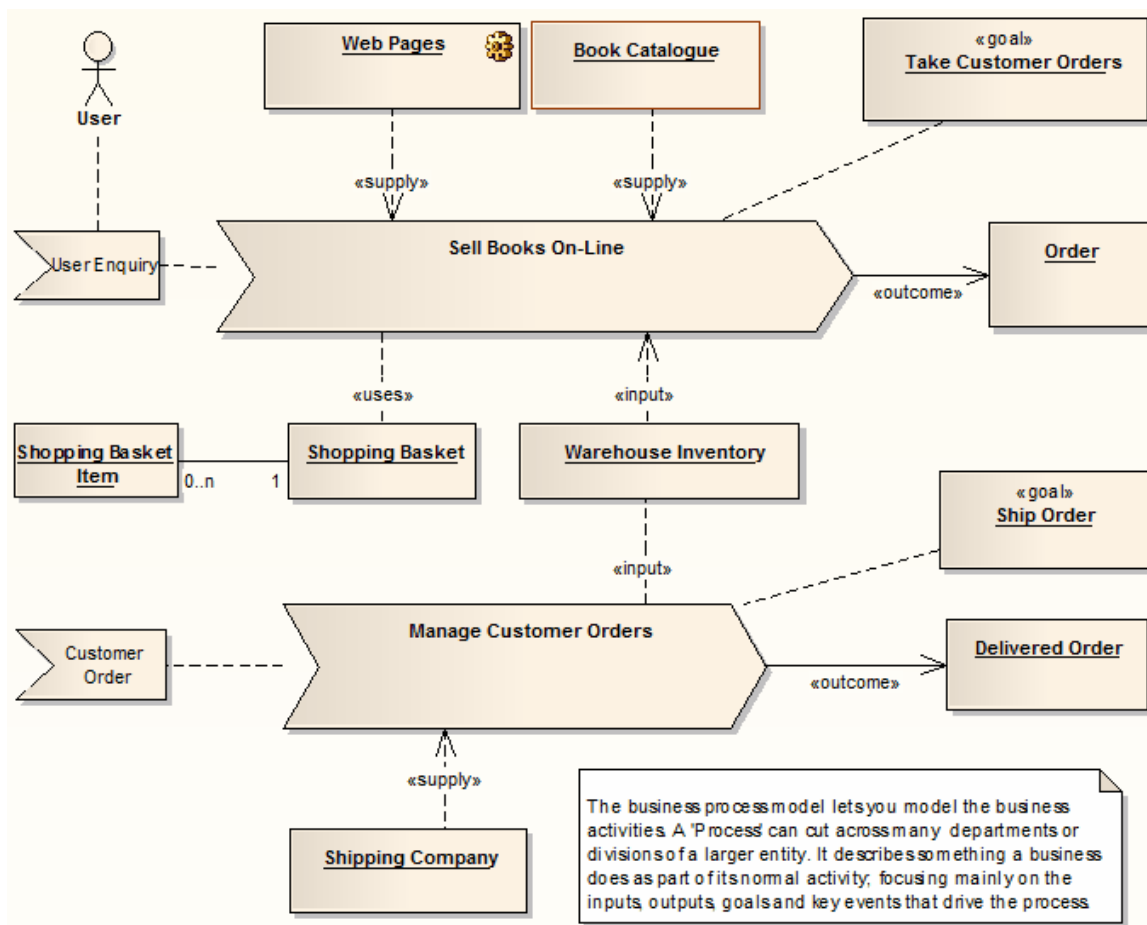 Web Pages
Book Catalogue
«goal»
Take Customer Orders
User
«supply»
«supply»
User Enquiry
Sell Books On-Line
Order
«outcome»
«uses»
«input»
Shopping Basket
Item
0..n
1
Shopping Basket
Warehouse Inventory
«goal»
Ship Order
«input»
Customer
Order
Manage Customer Orders
Delivered Order
«outcome»
«supply»
Shipping Company
The business process model lets you model the business
activities. A 'Process' can cut across many departments or
divisions of a larger entity. It describes something a business
does as part of its normal activity; focusing mainly on the
inputs, outputs, goals and key events that drive the process.